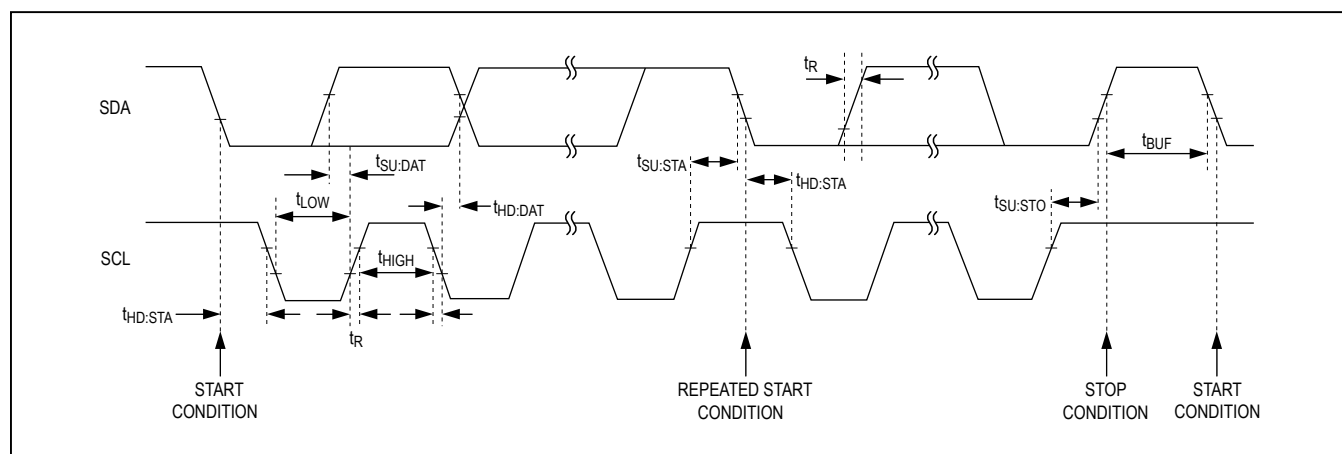 SDA
tR
tSU:DAT
tSU:STA
tHD:STA
tBUF
tLOW
tHD:DAT
tSU:STO
SCL
tHIGH
tHD:STA
tR
START
CONDITION
REPEATED START
CONDITION
STOP
CONDITION
START
CONDITION